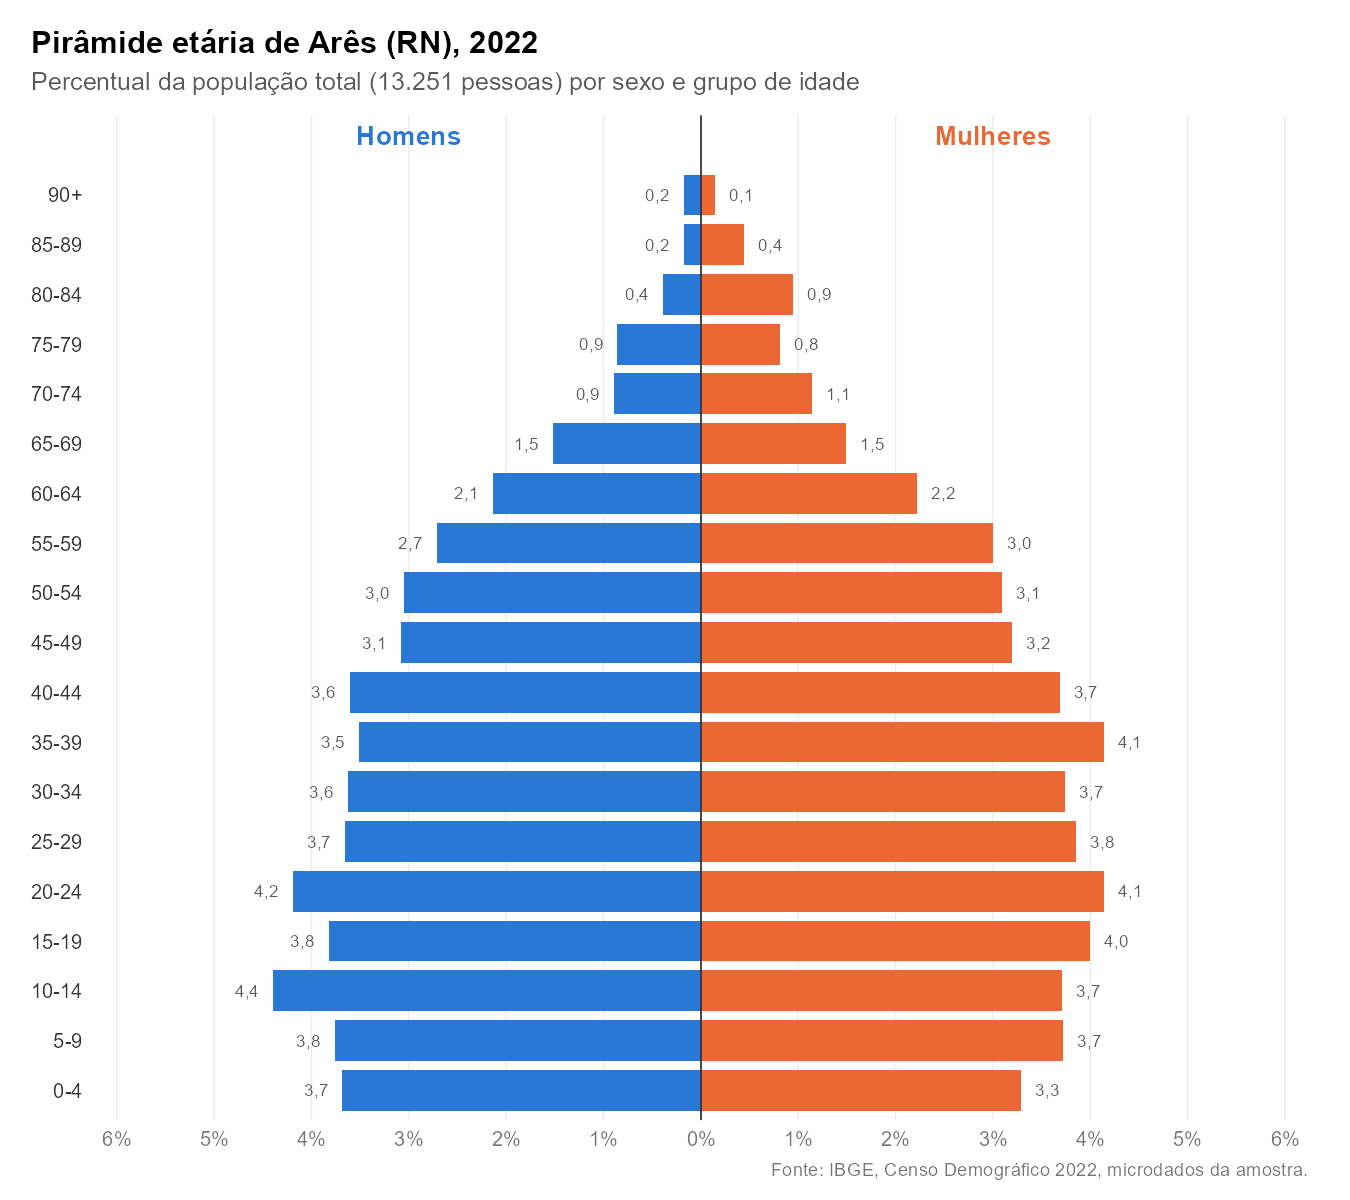 Pirâmide etária de Arês (RN), 2022
Percentual da população total (13.251 pessoas) por sexo e grupo de idade
Homens Mulheres
90+ 0,2 0,1
85-89 0,2 0,4
80-84 0,4 0,9
75-79 0,9 0,8
70-74 0,9 1,1
65-69 1,5 1,5
60-64 2,1 2,2
55-59 2,7 3,0
50-54 3,0 3,1
45-49 3,1 3,2
40-44 3,6 3,7
35-39 3,5 4,1
30-34 3,6 3,7
25-29 3,7 3,8
20-24 4,2 4,1
15-19 3,8 4,0
10-14 4,4 3,7
5-9 3,8 3,7
0-4 3,7 3,3
6% 5% 4% 3% 2% 1% 0% 1% 2% 3% 4% 5% 6%
Fonte: IBGE, Censo Demográfico 2022, microdados da amostra.